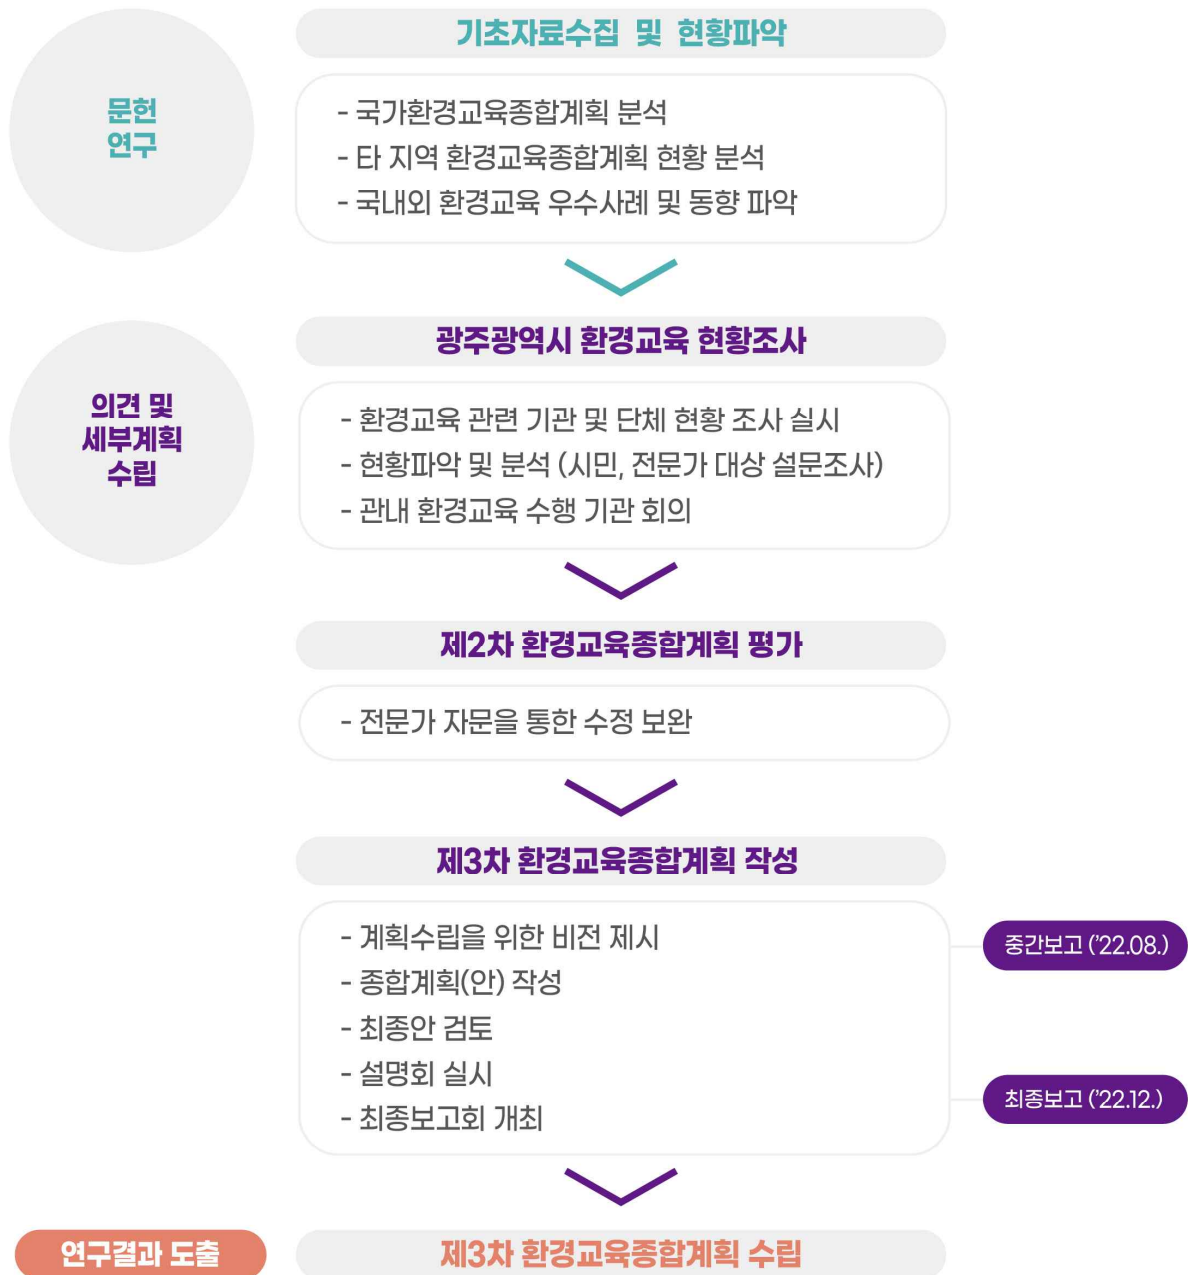 문헌
연구
기초자료수집 및 현황파악
- 국가환경교육종합계획 분석
- 타 지역 환경교육종합계획 현황 분석
- 국내외 환경교육 우수사례 및 동향 파악
의견 및
세부계획
수립
광주광역시 환경교육 현황조사
- 환경교육 관련 기관 및 단체 현황 조사 실시
- 현황파악 및 분석 (시민, 전문가 대상 설문조사)
- 관내 환경교육 수행 기관 회의
제2차 환경교육종합계획 평가
- 전문가 자문을 통한 수정 보완
제3차 환경교육종합계획 작성
- 계획수립을 위한 비전 제시
- 종합계획(안) 작성
- 최종안 검토
- 설명회 실시
- 최종보고회 개최
중간보고 ('22.08.)
최종보고 ('22.12.)
연구결과 도출
제3차 환경교육종합계획 수립